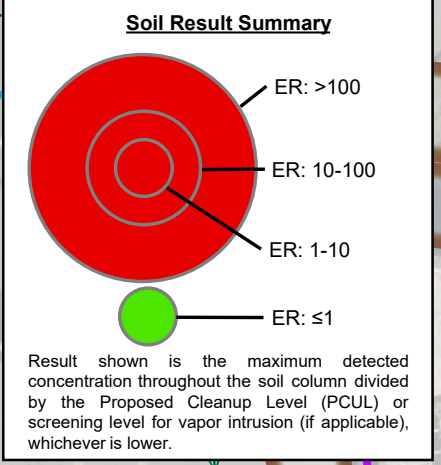 Soil Result Summary
ER: >100
ER: 10-100
ER: 1-10
ER: ≤1
Result shown is the maximum detected
concentration throughout the soil column divided
by the Proposed Cleanup Level (PCUL) or
screening level for vapor intrusion (if applicable),
whichever is lower.